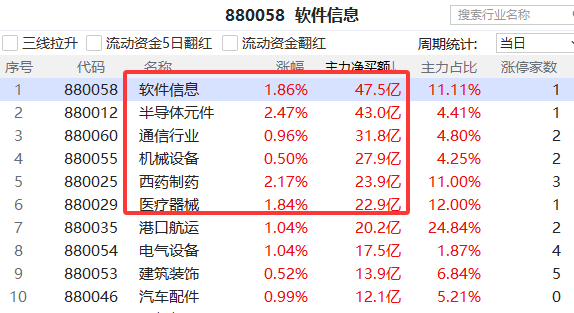 880058 软件信息
搜索行业名称
三线拉升 流动资金5日翻红 流动资金翻红 周期统计: 当日
序号 代码 名称 涨幅 主力净买额↓ 主力占比 涨停家数
1 880058 软件信息 1.86% 47.5亿 11.11% 1
2 880012 半导体元件 2.47% 43.0亿 4.41% 1
3 880060 通信行业 0.96% 31.8亿 4.80% 2
4 880055 机械设备 0.50% 27.9亿 4.25% 2
5 880025 西药制药 2.17% 23.9亿 11.00% 3
6 880029 医疗器械 1.84% 22.9亿 12.00% 1
7 880035 港口航运 1.04% 20.2亿 24.84% 2
8 880054 电气设备 1.04% 17.5亿 1.87% 4
9 880053 建筑装饰 0.52% 13.9亿 6.84% 5
10 880046 汽车配件 0.99% 12.1亿 5.21% 0